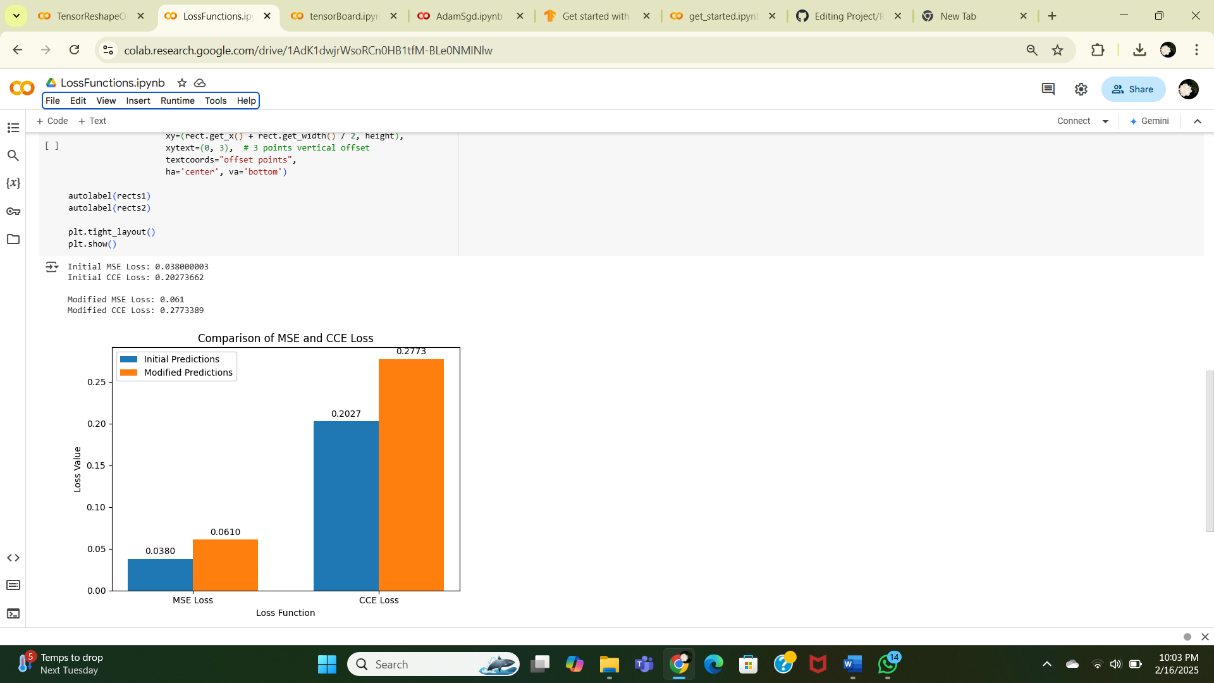 TensorReshapeO
LossFunctions.ipy
tensorBoard.ipyn
AdamSgd.ipynb
Get started with
get_started.ipynb
Editing Project/R
New Tab
colab.research.google.com/drive/1AdK1dwjrWsoRCn0HB1tfM-BLe0NMINlw
LossFunctions.ipynb
File Edit View Insert Runtime Tools Help
Share
+ Code + Text
Connect
Gemini
xy=(rect.get_x() + rect.get_width() / 2, height),
[ ]
xytext=(0, 3),  # 3 points vertical offset
textcoords="offset points",
ha='center', va='bottom')
autolabel(rects1)
autolabel(rects2)
plt.tight_layout()
plt.show()
Initial MSE Loss: 0.038000003
Initial CCE Loss: 0.20273662
Modified MSE Loss: 0.061
Modified CCE Loss: 0.2773389
Comparison of MSE and CCE Loss
Initial Predictions
Modified Predictions
0.2773
0.25
0.20
0.2027
0.15
Loss Value
0.10
0.05
0.0380
0.0610
0.00
MSE Loss
CCE Loss
Loss Function
5
Temps to drop
Next Tuesday
Search
14
10:03 PM
2/16/2025